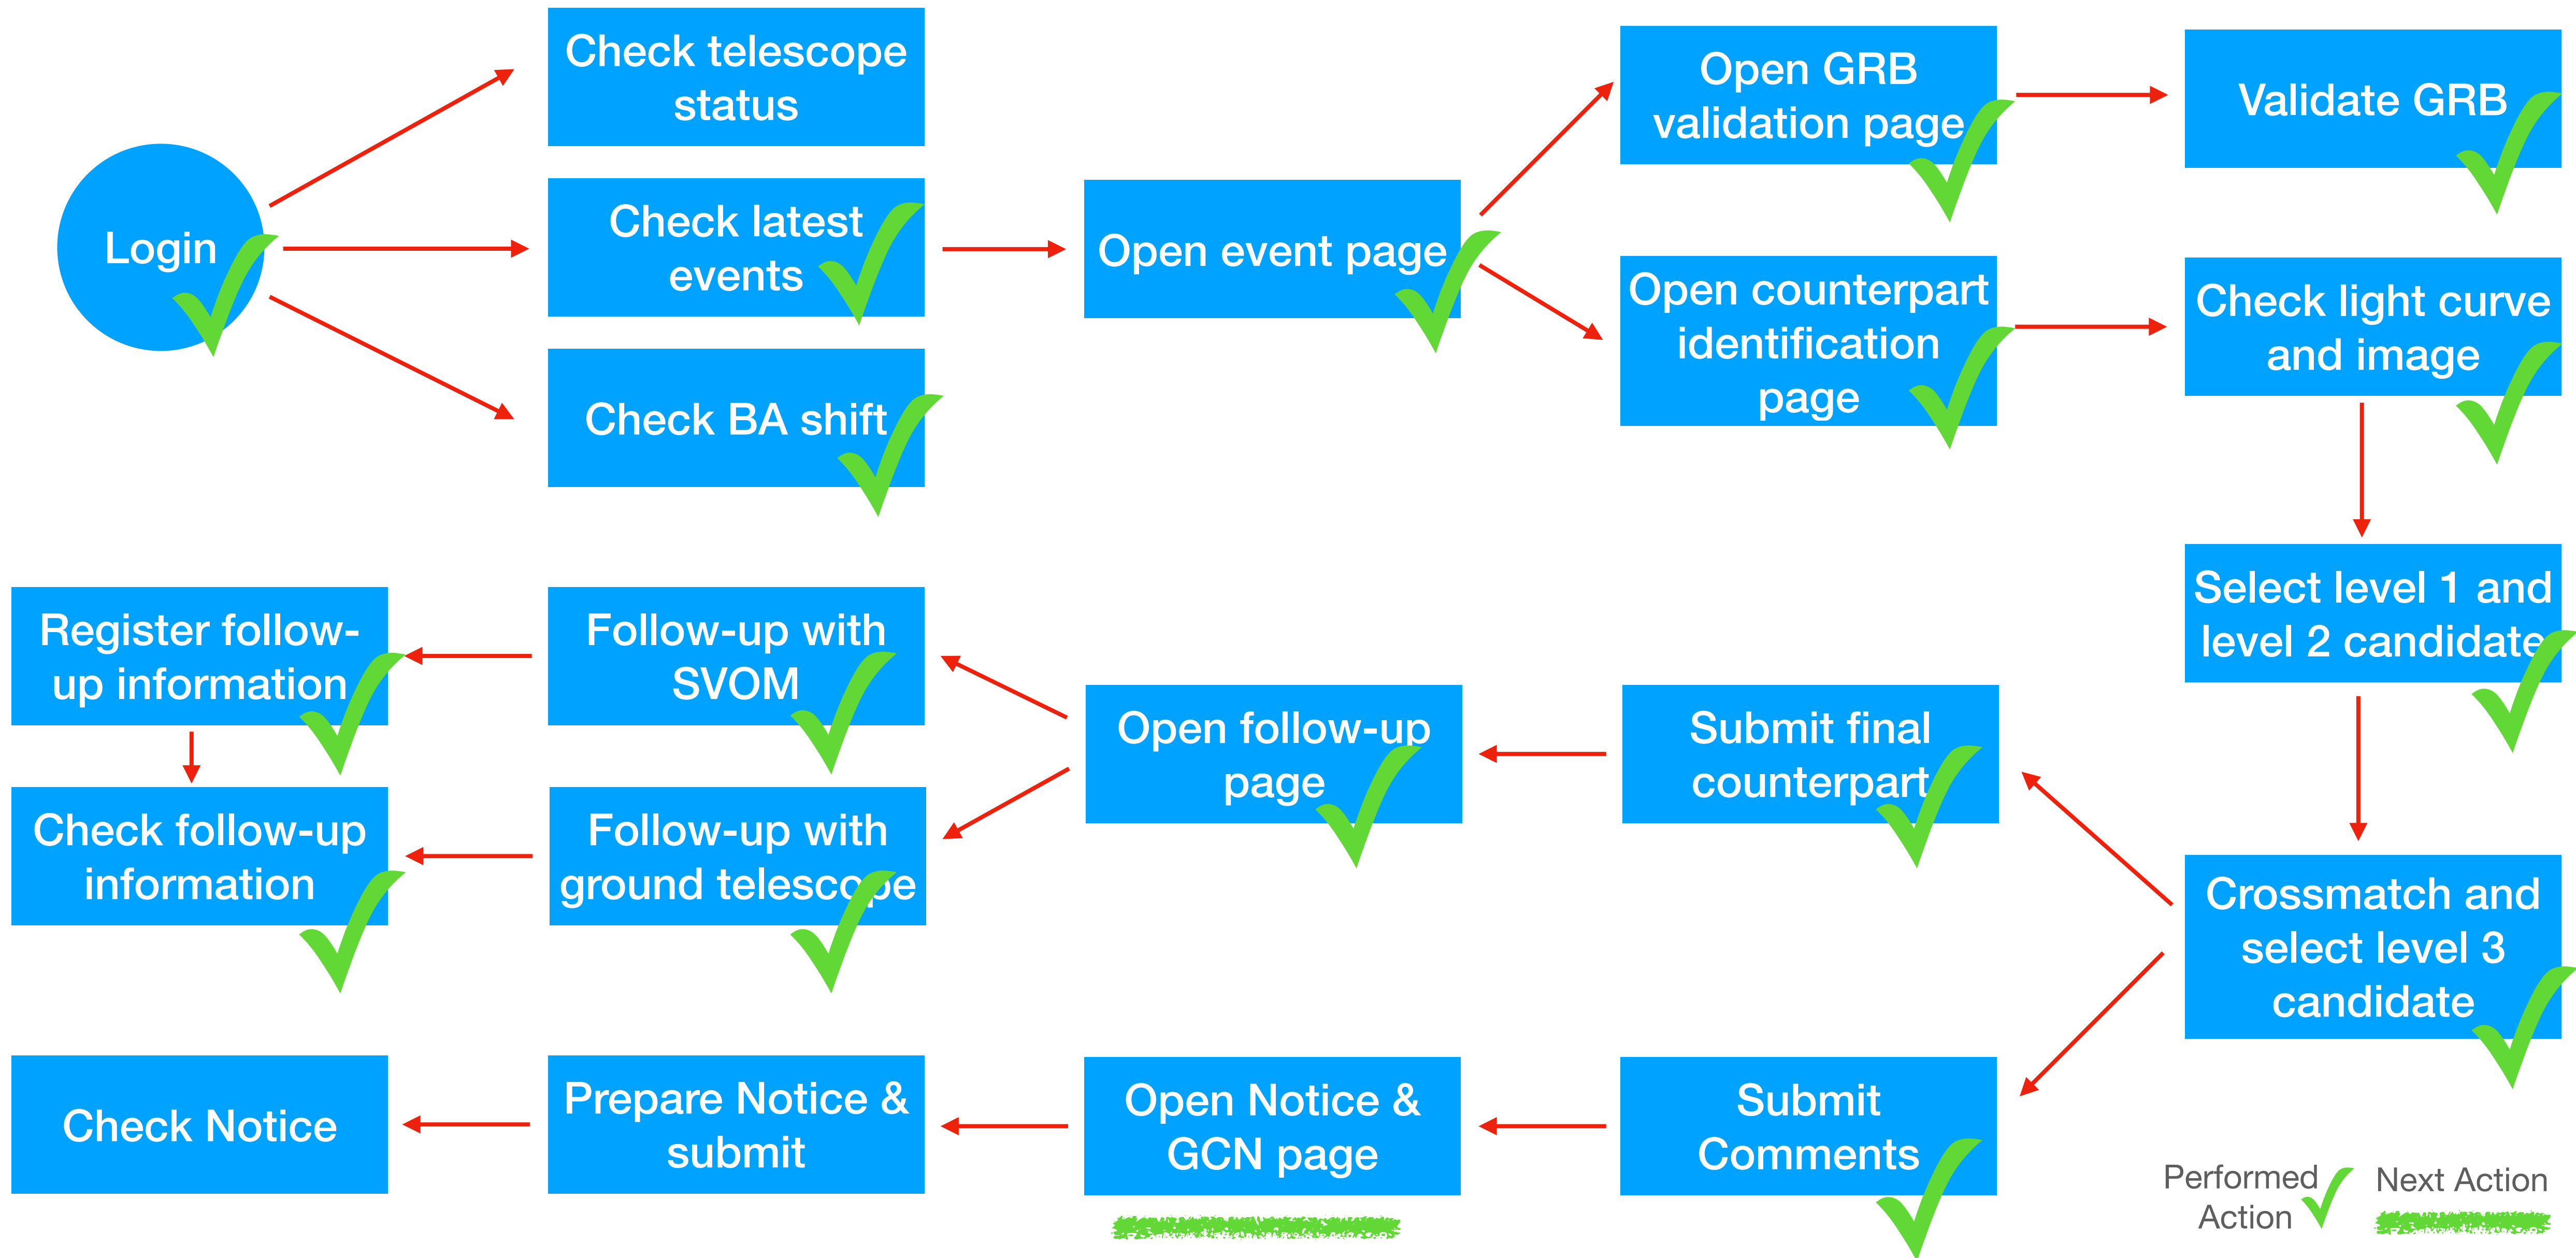 Check telescope
status
Login
Check latest
events
Check BA shift
Open event page
Open GRB
validation page
Validate GRB
Open counterpart
identification
page
Check light curve
and image
Select level 1 and
level 2 candidate
Crossmatch and
select level 3
candidate
Submit final
counterpart
Open follow-up
page
Follow-up with
SVOM
Register follow-
up information
Follow-up with
ground telescope
Check follow-up
information
Submit
Comments
Open Notice &
GCN page
Prepare Notice &
submit
Check Notice
Performed
Action
Next Action